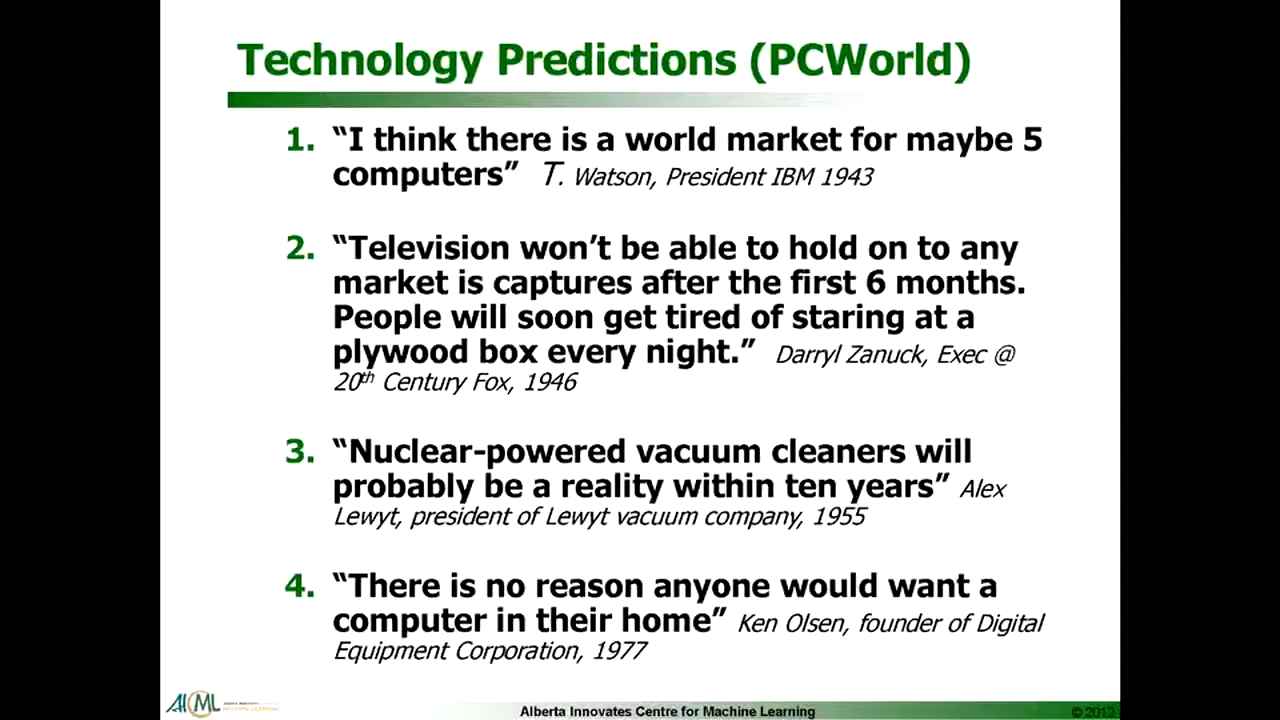 Technology Predictions (PCWorld)
1. “I think there is a world market for maybe 5
computers” T. Watson, President IBM 1943
2. “Television won’t be able to hold on to any
market is captures after the first 6 months.
People will soon get tired of staring at a
plywood box every night.” Darryl Zanuck, Exec @
20th Century Fox, 1946
3. “Nuclear-powered vacuum cleaners will
probably be a reality within ten years” Alex
Lewyt, president of Lewyt vacuum company, 1955
4. “There is no reason anyone would want a
computer in their home” Ken Olsen, founder of Digital
Equipment Corporation, 1977
AICML
Alberta Innovates Centre for Machine Learning
© 2012